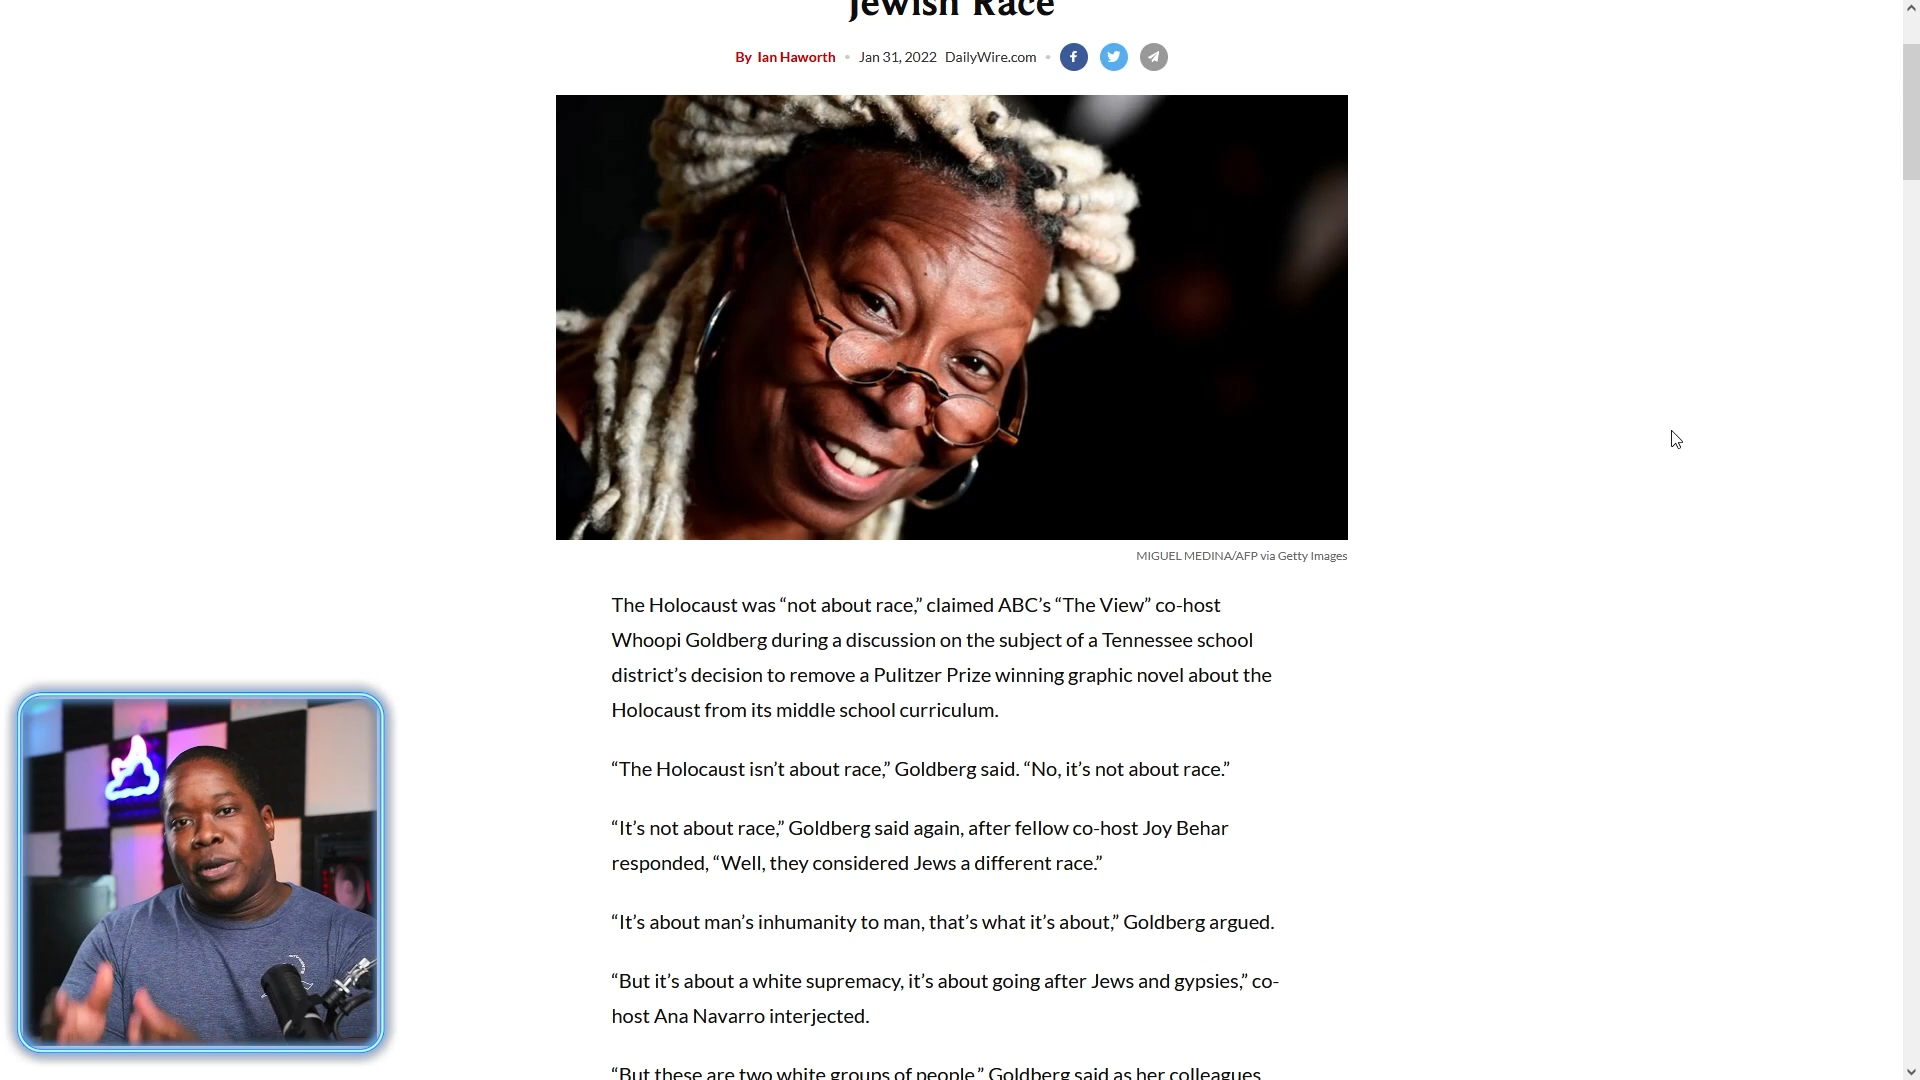 Jewish Race
By Ian Haworth • Jan 31, 2022 DailyWire.com •
MIGUEL MEDINA/AFP via Getty Images
The Holocaust was “not about race,” claimed ABC’s “The View” co-host
Whoopi Goldberg during a discussion on the subject of a Tennessee school
district’s decision to remove a Pulitzer Prize winning graphic novel about the
Holocaust from its middle school curriculum.
“The Holocaust isn’t about race,” Goldberg said. “No, it’s not about race.”
“It’s not about race,” Goldberg said again, after fellow co-host Joy Behar
responded, “Well, they considered Jews a different race.”
“It’s about man’s inhumanity to man, that’s what it’s about,” Goldberg argued.
“But it’s about a white supremacy, it’s about going after Jews and gypsies,” co-
host Ana Navarro interjected.
“But these are two white groups of people,” Goldberg said as her colleagues